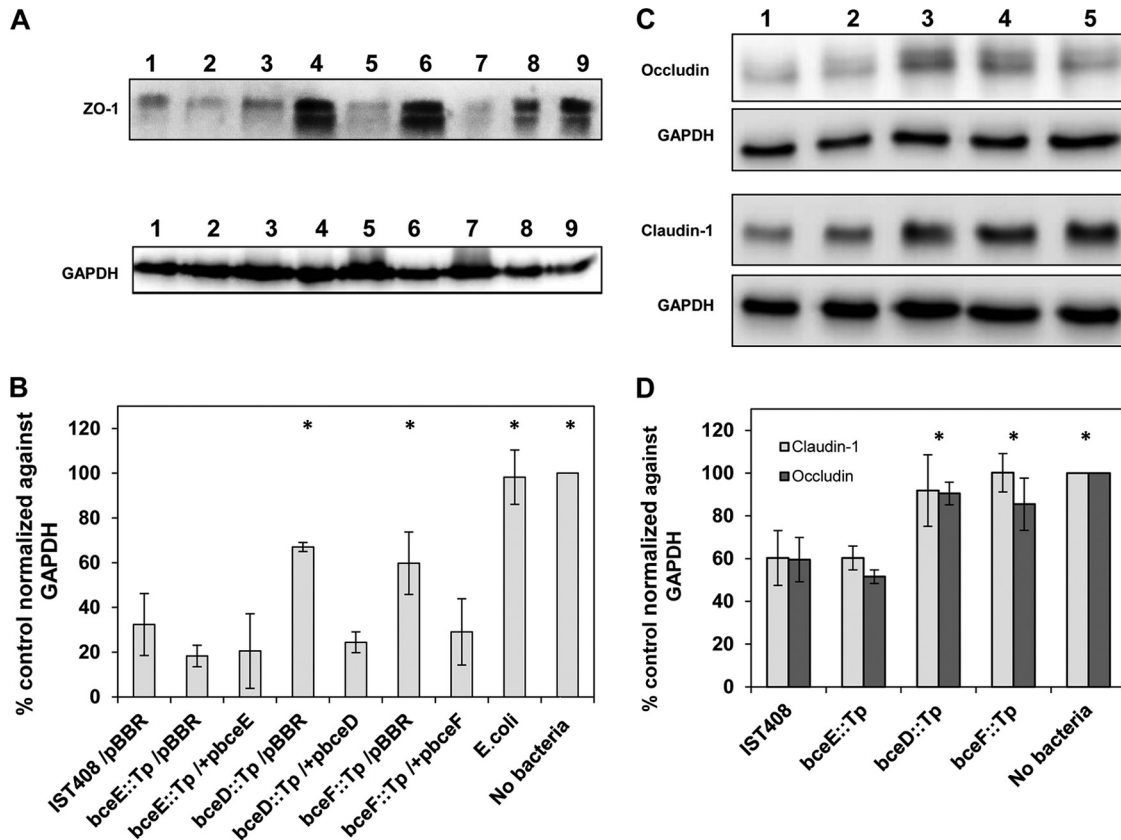 A
1 2 3 4 5 6 7 8 9
ZO-1
1 2 3 4 5 6 7 8 9
GAPDH
B
% control normalized against
GAPDH
120
100
80
60
40
20
0
* * * *
IST408 /pBBR
bceE::Tp /pBBR
bceE::Tp /+pbceE
bceD::Tp /pBBR
bceD::Tp /+pbceD
bceF::Tp /pBBR
bceF::Tp /+pbceF
E.coli
No bacteria
C
1 2 3 4 5
Occludin
GAPDH
Claudin-1
GAPDH
D
% control normalized against
GAPDH
120
100
80
60
40
20
0
Claudin-1
Occludin
* * *
IST408
bceE::Tp
bceD::Tp
bceF::Tp
No bacteria